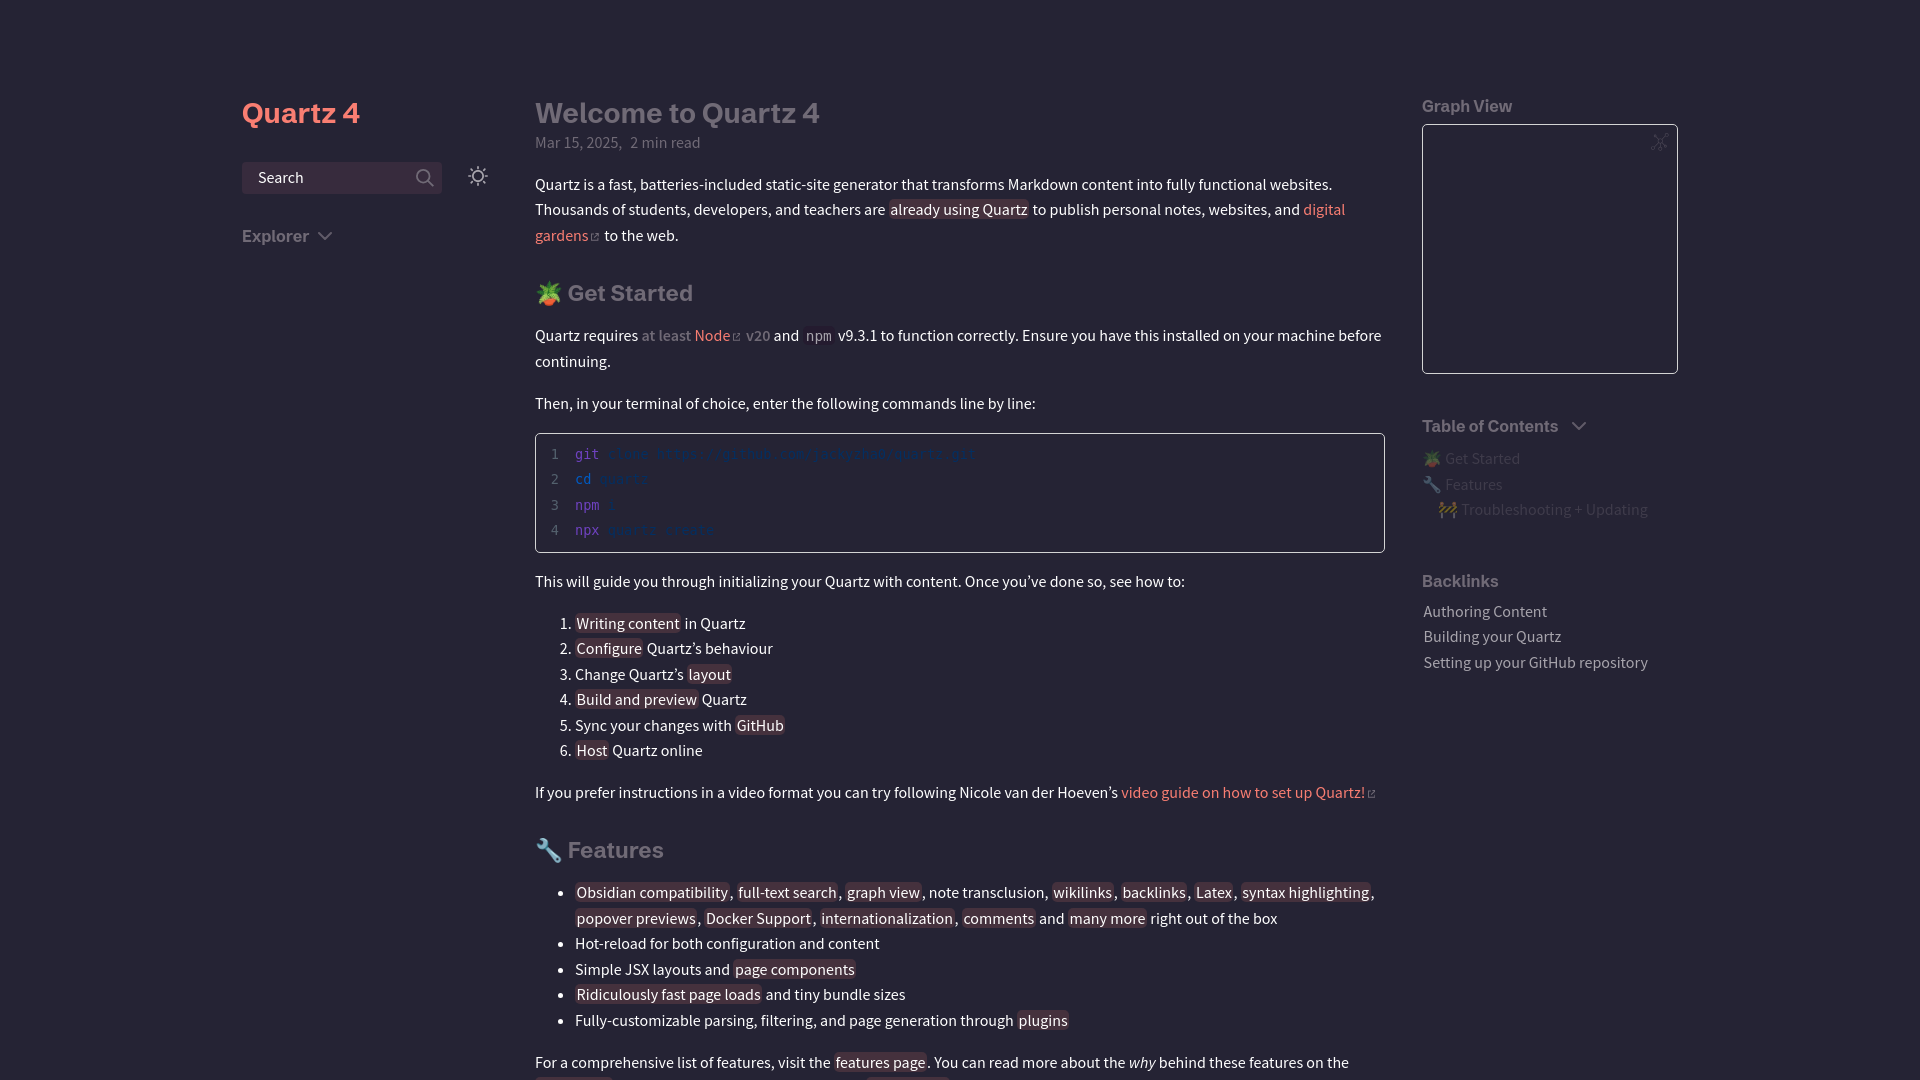 Quartz 4
Search
Explorer
Welcome to Quartz 4
Mar 15, 2025, 2 min read
Quartz is a fast, batteries-included static-site generator that transforms Markdown content into fully functional websites.
Thousands of students, developers, and teachers are already using Quartz to publish personal notes, websites, and digital
gardens to the web.
🪴 Get Started
Quartz requires at least Node v20 and npm v9.3.1 to function correctly. Ensure you have this installed on your machine before
continuing.
Then, in your terminal of choice, enter the following commands line by line:
1 git
2 cd
3 npm
4 npx
This will guide you through initializing your Quartz with content. Once you’ve done so, see how to:
1. Writing content in Quartz
2. Configure Quartz’s behaviour
3. Change Quartz’s layout
4. Build and preview Quartz
5. Sync your changes with GitHub
6. Host Quartz online
If you prefer instructions in a video format you can try following Nicole van der Hoeven’s video guide on how to set up Quartz!
🔧 Features
• Obsidian compatibility, full-text search, graph view, note transclusion, wikilinks, backlinks, Latex, syntax highlighting,
popover previews, Docker Support, internationalization, comments and many more right out of the box
• Hot-reload for both configuration and content
• Simple JSX layouts and page components
• Ridiculously fast page loads and tiny bundle sizes
• Fully-customizable parsing, filtering, and page generation through plugins
For a comprehensive list of features, visit the features page. You can read more about the why behind these features on the
Graph View
Table of Contents
🪴 Get Started
🔧 Features
🚧 Troubleshooting + Updating
Backlinks
Authoring Content
Building your Quartz
Setting up your GitHub repository